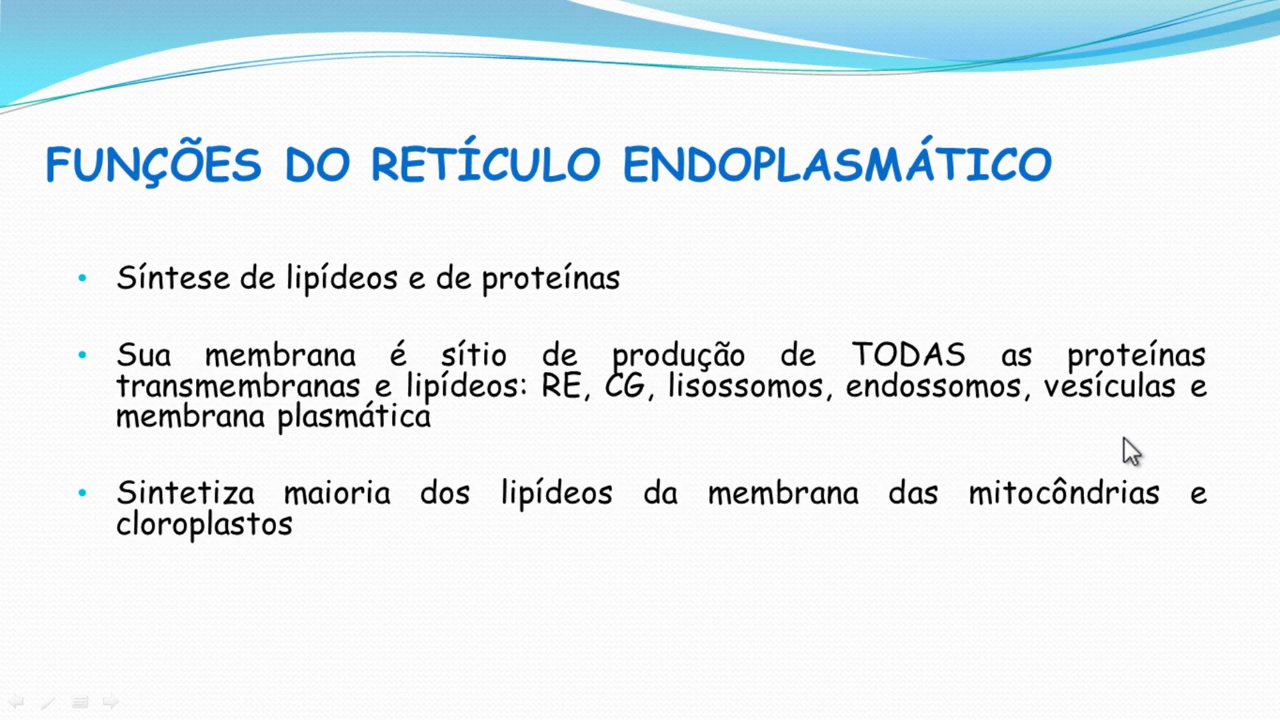 FUNÇÕES DO RETÍCULO ENDOPLASMÁTICO
• Síntese de lipídeos e de proteínas
• Sua membrana é sítio de produção de TODAS as proteínas
transmembranas e lipídeos: RE, CG, lisossomos, endossomos, vesículas e
membrana plasmática
• Sintetiza maioria dos lipídeos da membrana das mitocôndrias e
cloroplastos